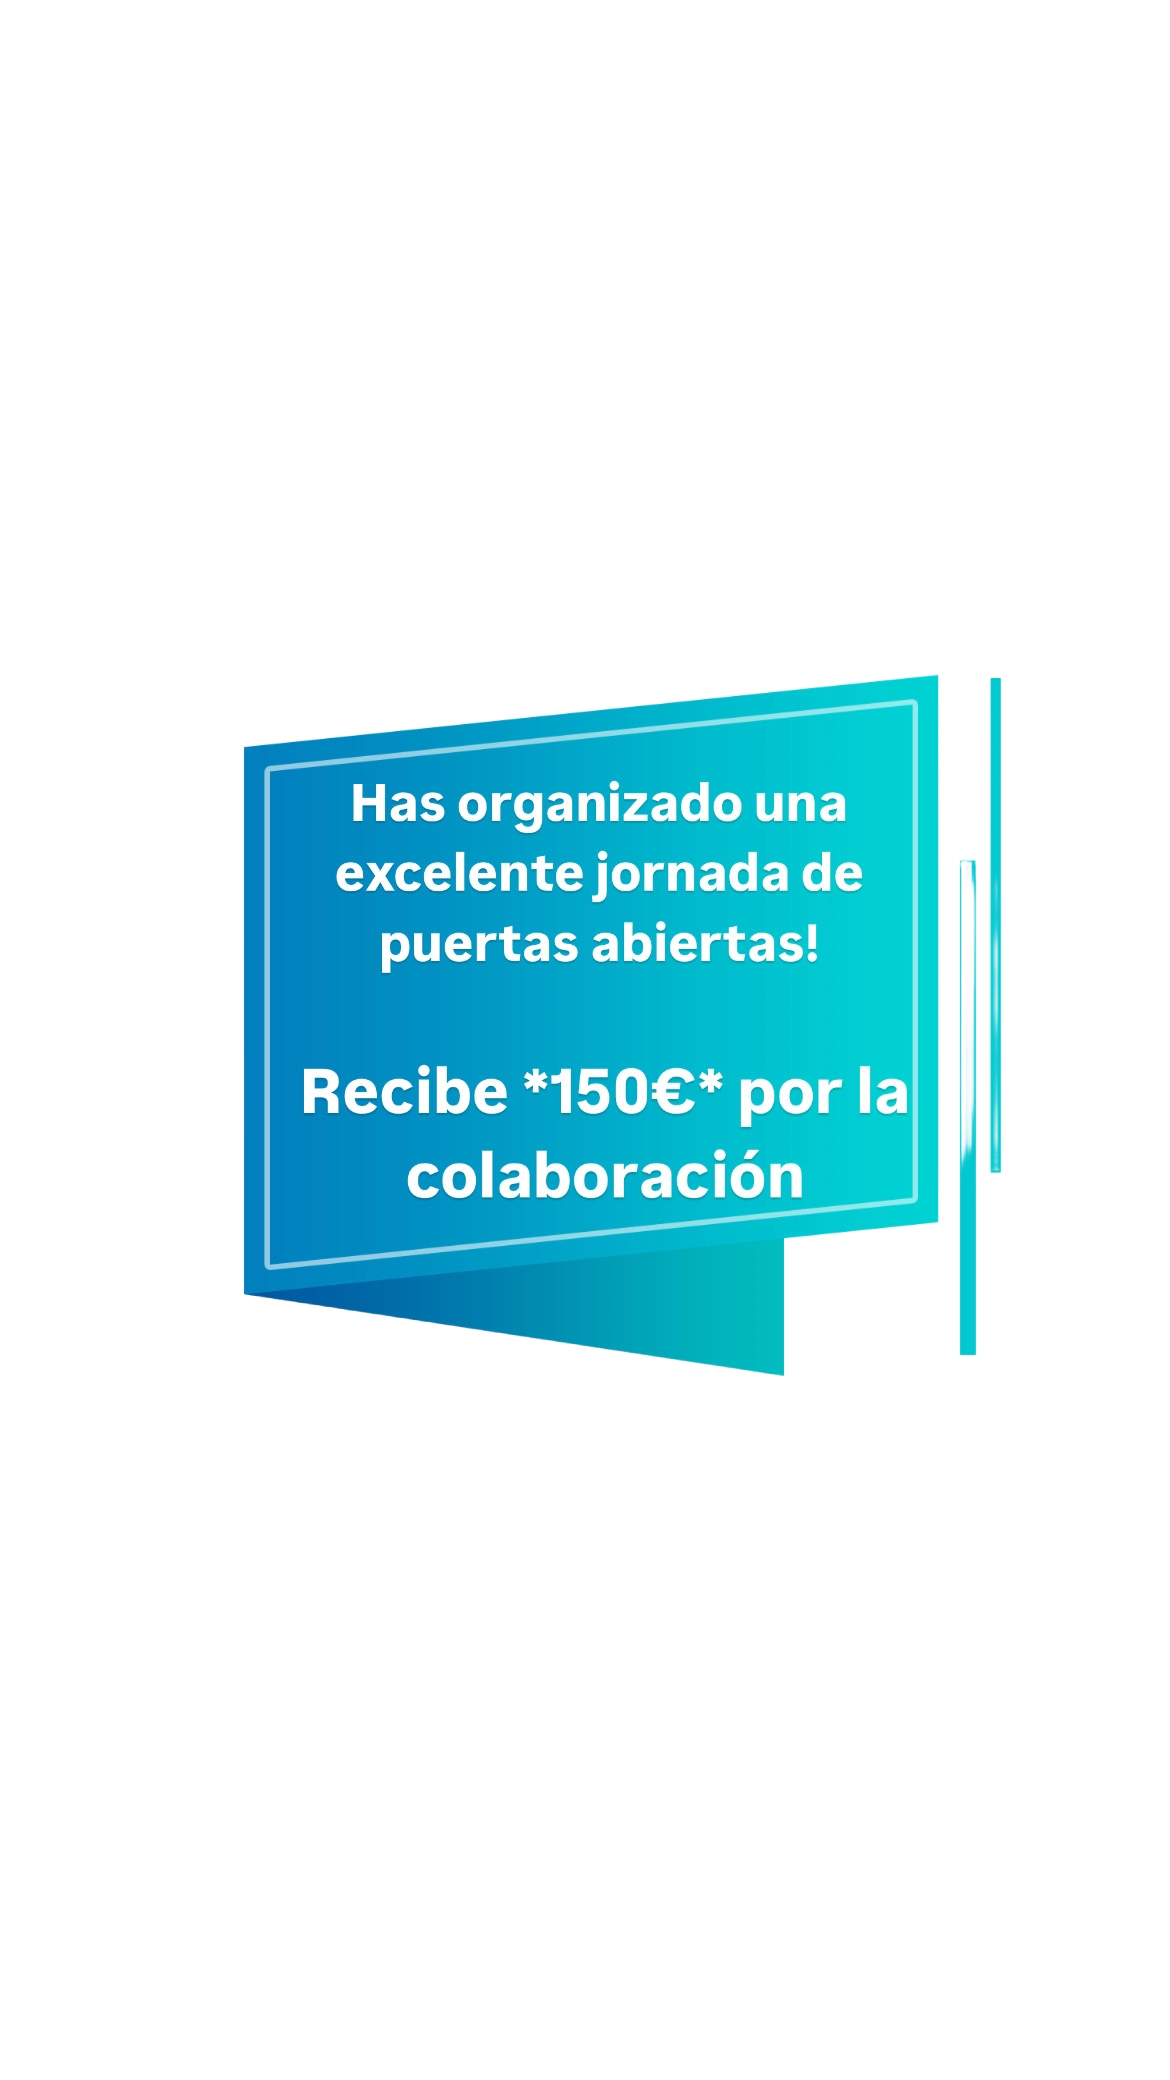 Has organizado una
excelente jornada de
puertas abiertas!
Recibe *150€* por la
colaboración